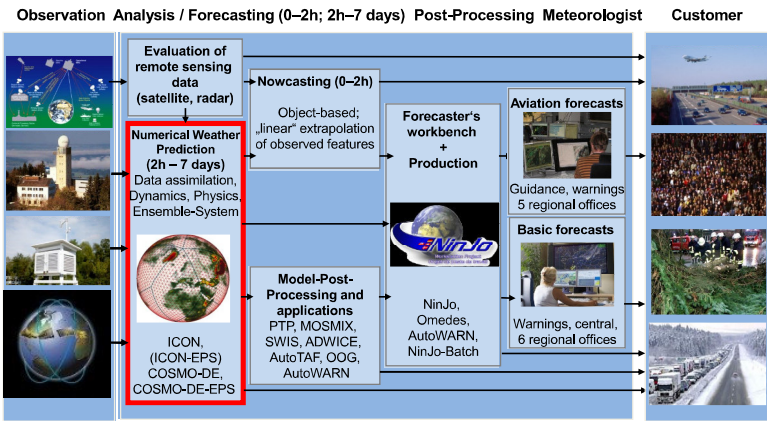 Observation Analysis / Forecasting (0–2h; 2h–7 days) Post-Processing Meteorologist Customer
Evaluation of
remote sensing
data
(satellite, radar)
Numerical Weather
Prediction
(2h – 7 days)
Data assimilation,
Dynamics, Physics,
Ensemble-System
ICON,
(ICON-EPS)
COSMO-DE,
COSMO-DE-EPS
Nowcasting (0–2h)
Object-based;
„linear“ extrapolation
of observed features
Model-Post-
Processing and
applications
PTP, MOSMIX,
SWIS, ADWICE,
AutoTAF, OOG,
AutoWARN
Forecaster‘s
workbench
+
Production
NinJo
NinJo,
Omedes,
AutoWARN,
NinJo-Batch
Aviation forecasts
Guidance, warnings
5 regional offices
Basic forecasts
Warnings, central,
6 regional offices